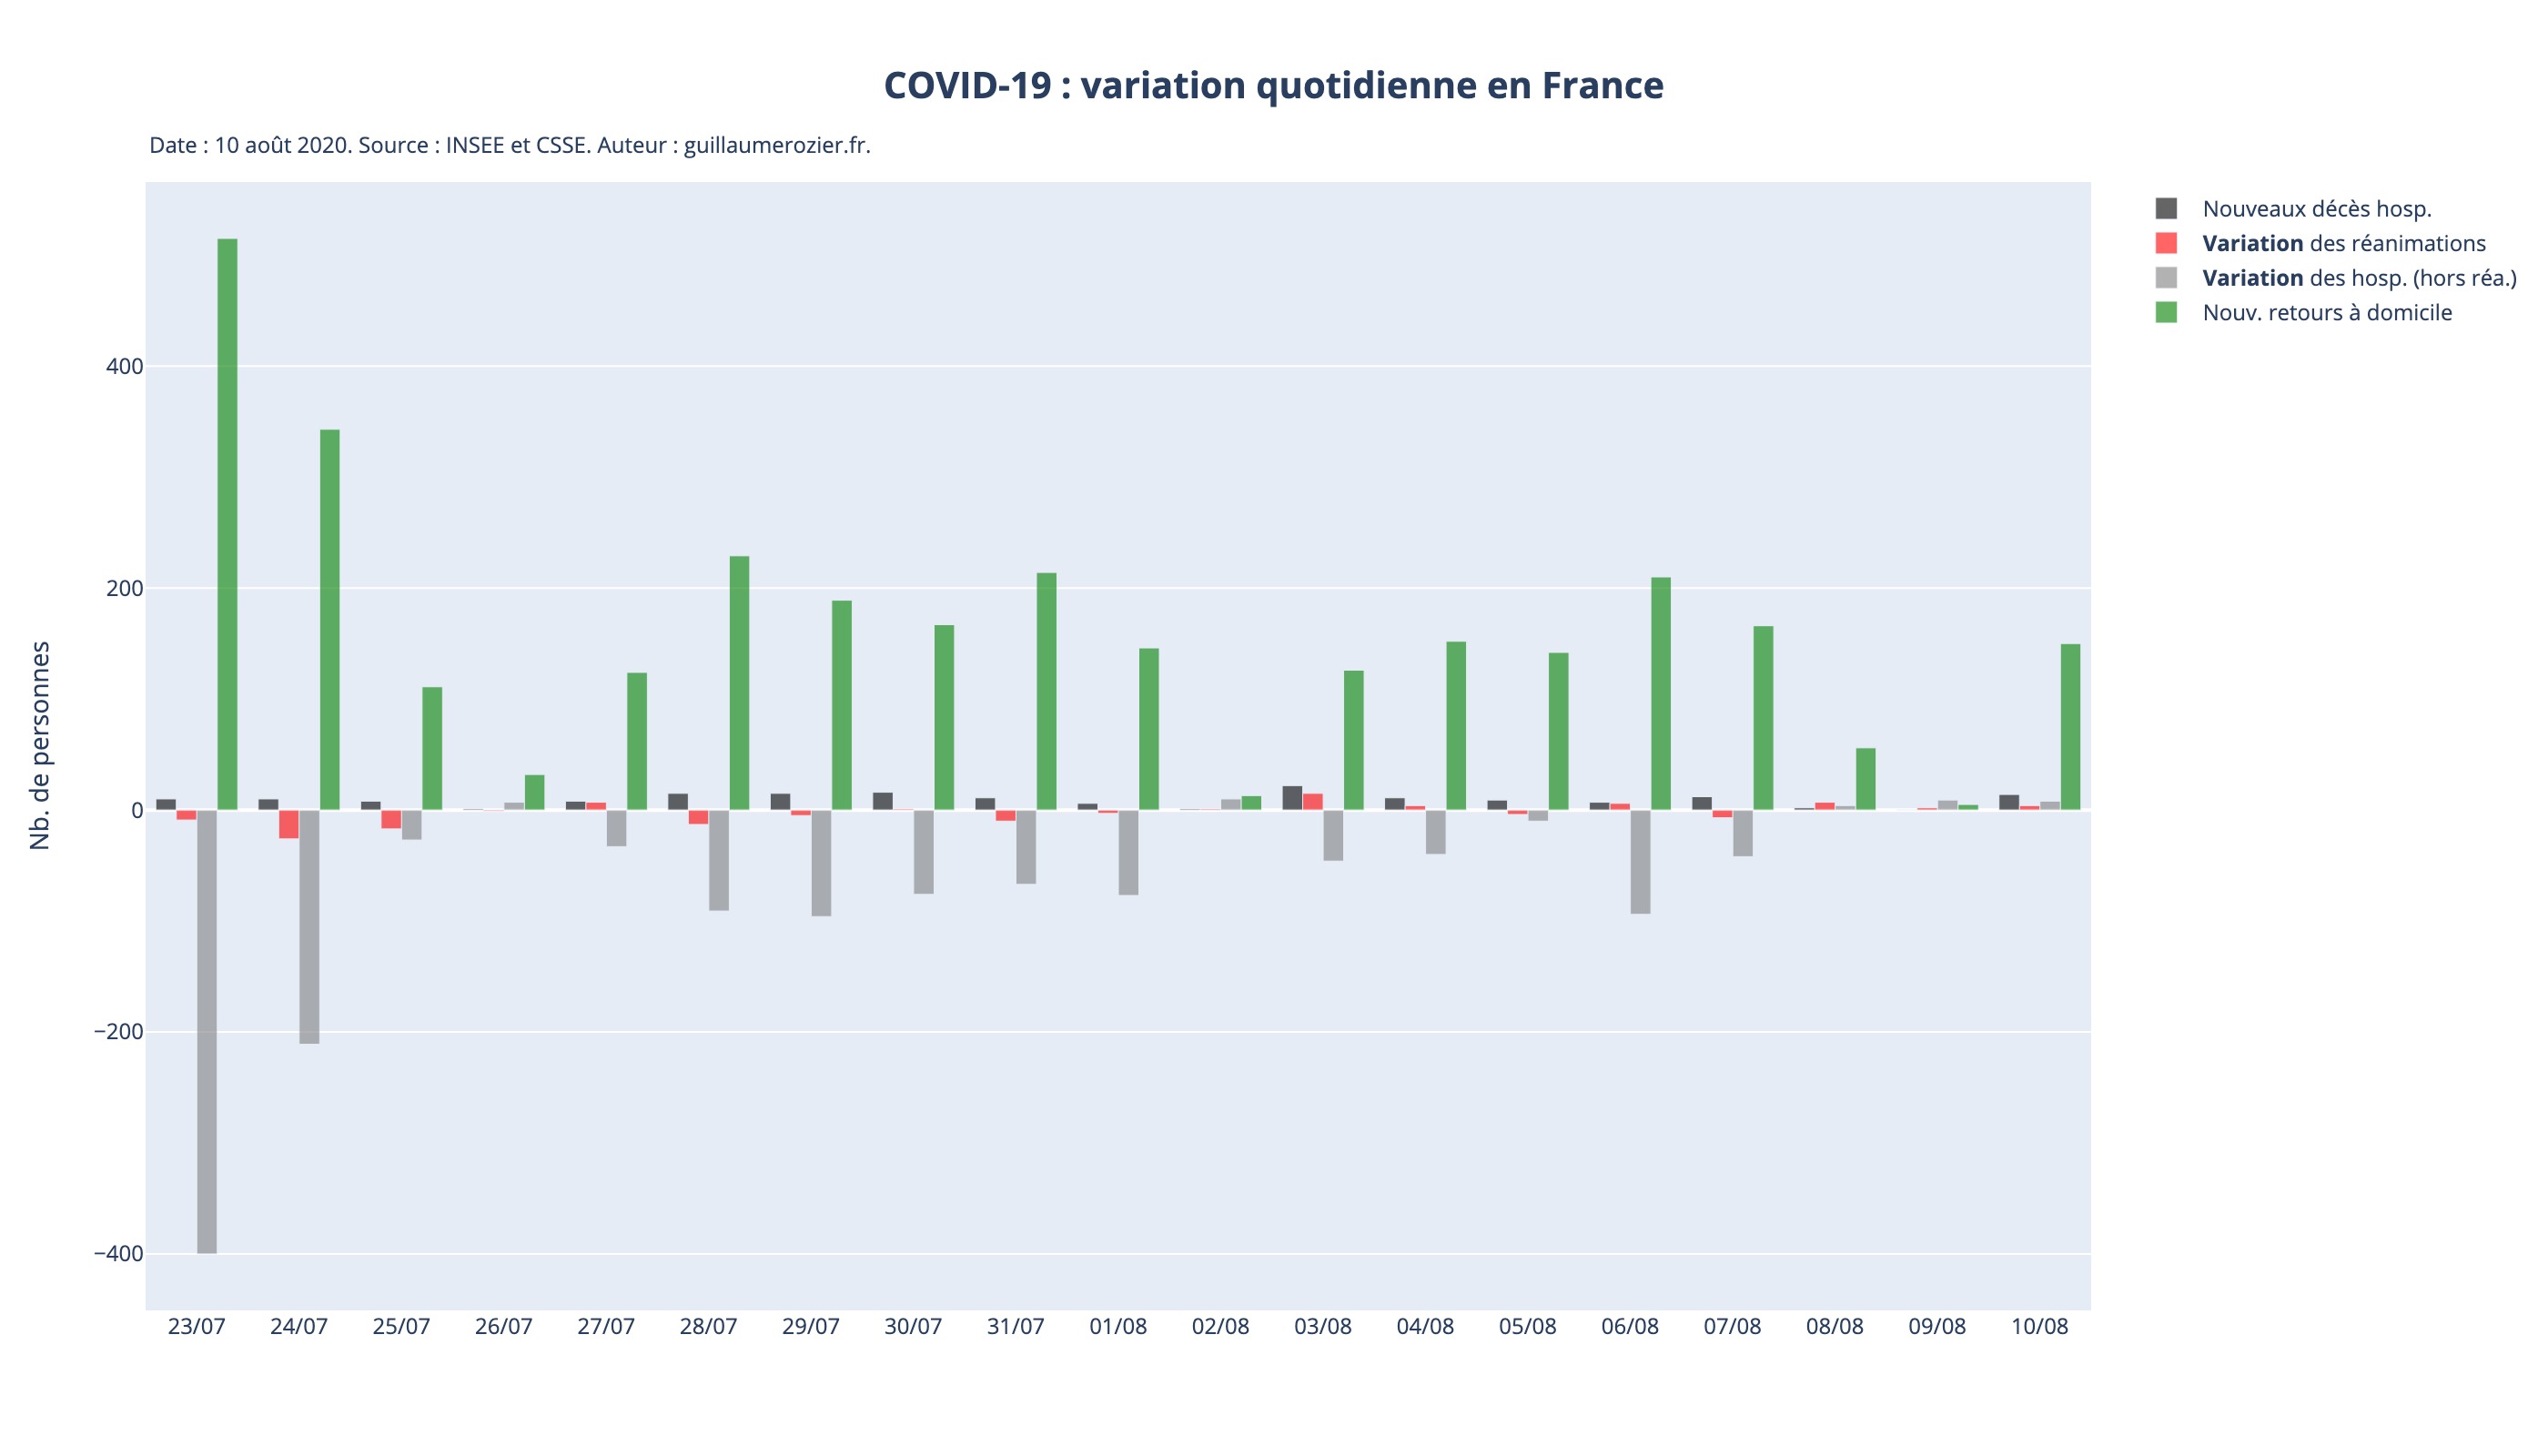 COVID-19 : variation quotidienne en France
Date : 10 août 2020. Source : INSEE et CSSE. Auteur : guillaumerozier.fr.
Nouveaux décès hosp.
Variation des réanimations
Variation des hosp. (hors réa.)
Nouv. retours à domicile
Nb. de personnes
400
200
0
−200
−400
23/07 24/07 25/07 26/07 27/07 28/07 29/07 30/07 31/07 01/08 02/08 03/08 04/08 05/08 06/08 07/08 08/08 09/08 10/08